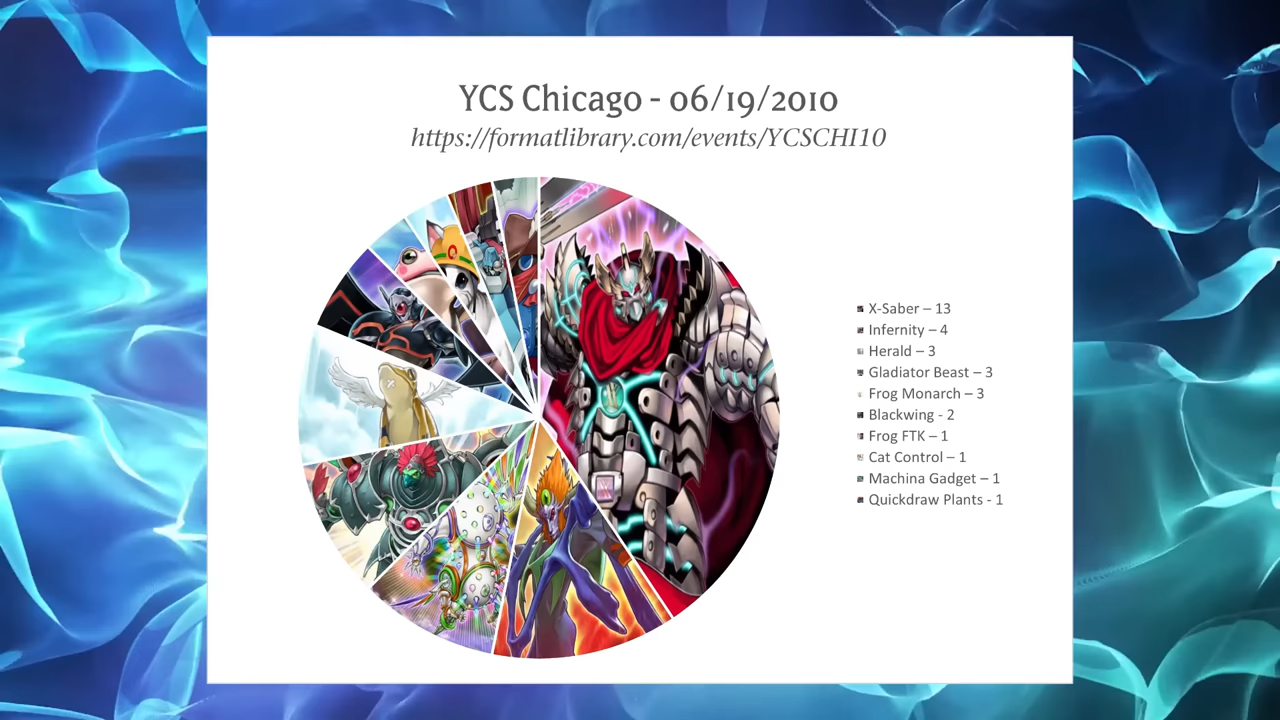 YCS Chicago - 06/19/2010
https://formatlibrary.com/events/YCSCHI10
X-Saber – 13
Infernity – 4
Herald – 3
Gladiator Beast – 3
Frog Monarch – 3
Blackwing - 2
Frog FTK – 1
Cat Control – 1
Machina Gadget – 1
Quickdraw Plants - 1